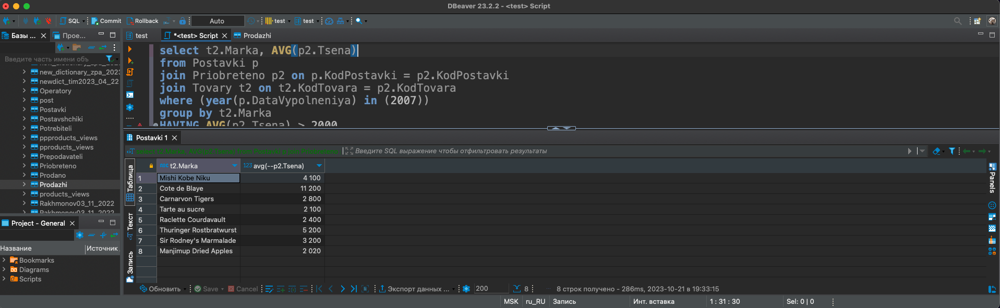 DBeaver 23.2.2 - <test> Script
SQL Commit Rollback Auto test test
Базы ... Прое...
Введите часть имени объ
new_dictionary_zpa_2023
newdict_tim2023_04_22
Operatory
post
Postavki
Postavshchiki
Potrebiteli
ppproducts_views
pproducts_views
Prepodavateli
Priobreteno
Prodano
Prodazhi
products_views
Rakhmonov03_11_2022
Rakhmonov03_11_2022
Project - General
Название Источник
Bookmarks
Diagrams
Scripts
test *<test> Script Prodazhi
select t2.Marka, AVG(p2.Tsena)
from Postavki p
join Priobreteno p2 on p.KodPostavki = p2.KodPostavki
join Tovary t2 on t2.KodTovara = p2.KodTovara
where (year(p.DataVypolneniya) in (2007))
group by t2.Marka
HAVING AVG(p2.Tsena) > 2000
Postavki 1
select t2.Marka, AVG(p2.Tsena) from Postavki p join Priobreteno Введите SQL выражение чтобы отфильтровать результаты
Таблица
Текст
Запись
ABC t2.Marka 123 avg(--p2.Tsena)
1 Mishi Kobe Niku 4 100
2 Cote de Blaye 11 200
3 Carnarvon Tigers 2 800
4 Tarte au sucre 2 100
5 Raclette Courdavault 2 400
6 Thuringer Rostbratwurst 5 200
7 Sir Rodney's Marmalade 3 200
8 Manjimup Dried Apples 2 020
Panels
Обновить Save Cancel Экспорт данных ... 200 8 8 строк получено - 286ms, 2023-10-21 в 19:33:15
MSK ru_RU Запись Инт. вставка 1 : 31 : 30 Sel: 0 | 0